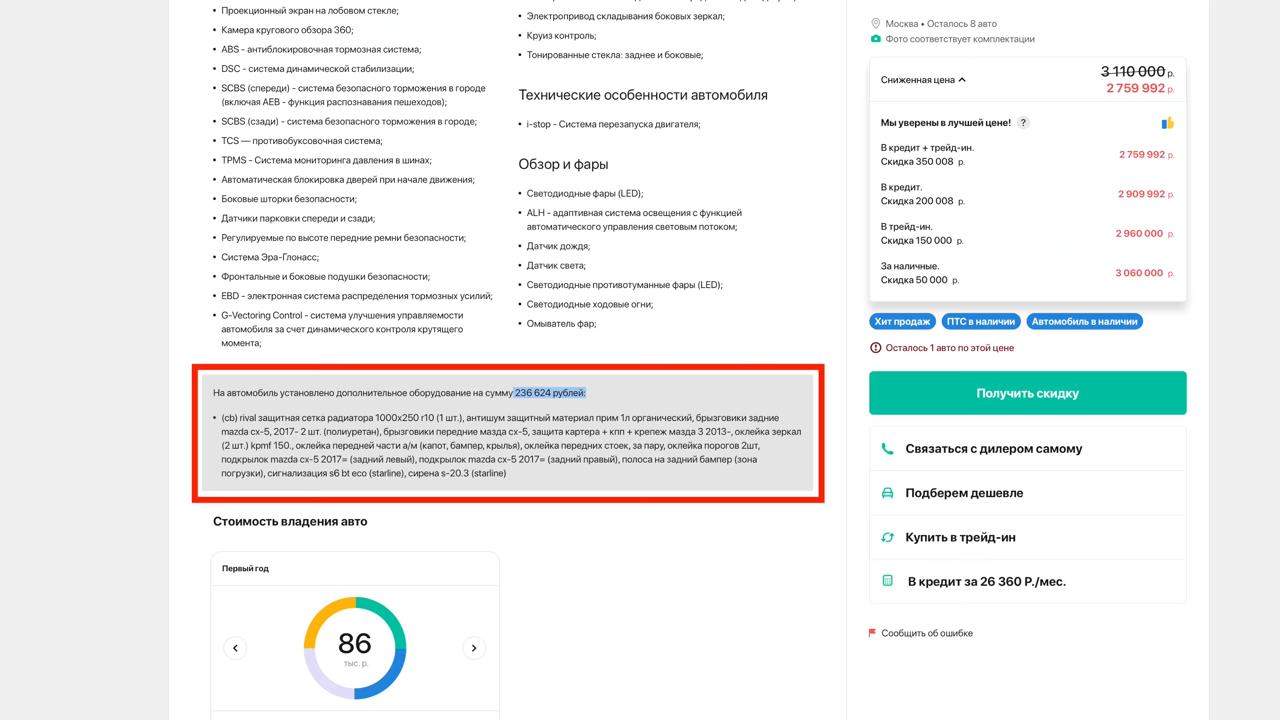 Проекционный экран на лобовом стекле;
Камера кругового обзора 360;
ABS - антиблокировочная тормозная система;
DSC - система динамической стабилизации;
SCBS (спереди) - система безопасного торможения в городе
(включая AEB - функция распознавания пешеходов);
SCBS (сзади) - система безопасного торможения в городе;
TCS — противобуксовочная система;
TPMS - Система мониторинга давления в шинах;
Автоматическая блокировка дверей при начале движения;
Боковые шторки безопасности;
Датчики парковки спереди и сзади;
Регулируемые по высоте передние ремни безопасности;
Система Эра-Глонасс;
Фронтальные и боковые подушки безопасности;
EBD - электронная система распределения тормозных усилий;
G-Vectoring Control - система улучшения управляемости
автомобиля за счет динамического контроля крутящего
момента;
Электропривод складывания боковых зеркал;
Круиз контроль;
Тонированные стекла: заднее и боковые;
Технические особенности автомобиля
i-stop - Система перезапуска двигателя;
Обзор и фары
Светодиодные фары (LED);
ALH - адаптивная система освещения с функцией
автоматического управления световым потоком;
Датчик дождя;
Датчик света;
Светодиодные противотуманные фары (LED);
Светодиодные ходовые огни;
Омыватель фар;
На автомобиль установлено дополнительное оборудование на сумму 236 624 рублей:
(cb) rival защитная сетка радиатора 1000x250 r10 (1 шт.), антишум защитный материал прим 1л органический, брызговики задние
mazda cx-5, 2017- 2 шт. (полиуретан), брызговики передние мазда сх-5, защита картера + кпп + крепеж мазда 3 2013-, оклейка зеркал
(2 шт.) kpmf 150., оклейка передней части а/м (капот, бампер, крылья), оклейка передних стоек, за пару, оклейка порогов 2шт,
подкрылок mazda cx-5 2017= (задний левый), подкрылок mazda cx-5 2017= (задний правый), полоса на задний бампер (зона
погрузки), сигнализация s6 bt eco (starline), сирена s-20.3 (starline)
Стоимость владения авто
Первый год
86
тыс. р.
Москва • Осталось 8 авто
Фото соответствует комплектации
Сниженная цена
3 110 000 р.
2 759 992 р.
Мы уверены в лучшей цене! ?
В кредит + трейд-ин.
Скидка 350 008 р.
2 759 992 р.
В кредит.
Скидка 200 008 р.
2 909 992 р.
В трейд-ин.
Скидка 150 000 р.
2 960 000 р.
За наличные.
Скидка 50 000 р.
3 060 000 р.
Хит продаж ПТС в наличии Автомобиль в наличии
Осталось 1 авто по этой цене
Получить скидку
Связаться с дилером самому
Подберем дешевле
Купить в трейд-ин
В кредит за 26 360 Р./мес.
Сообщить об ошибке